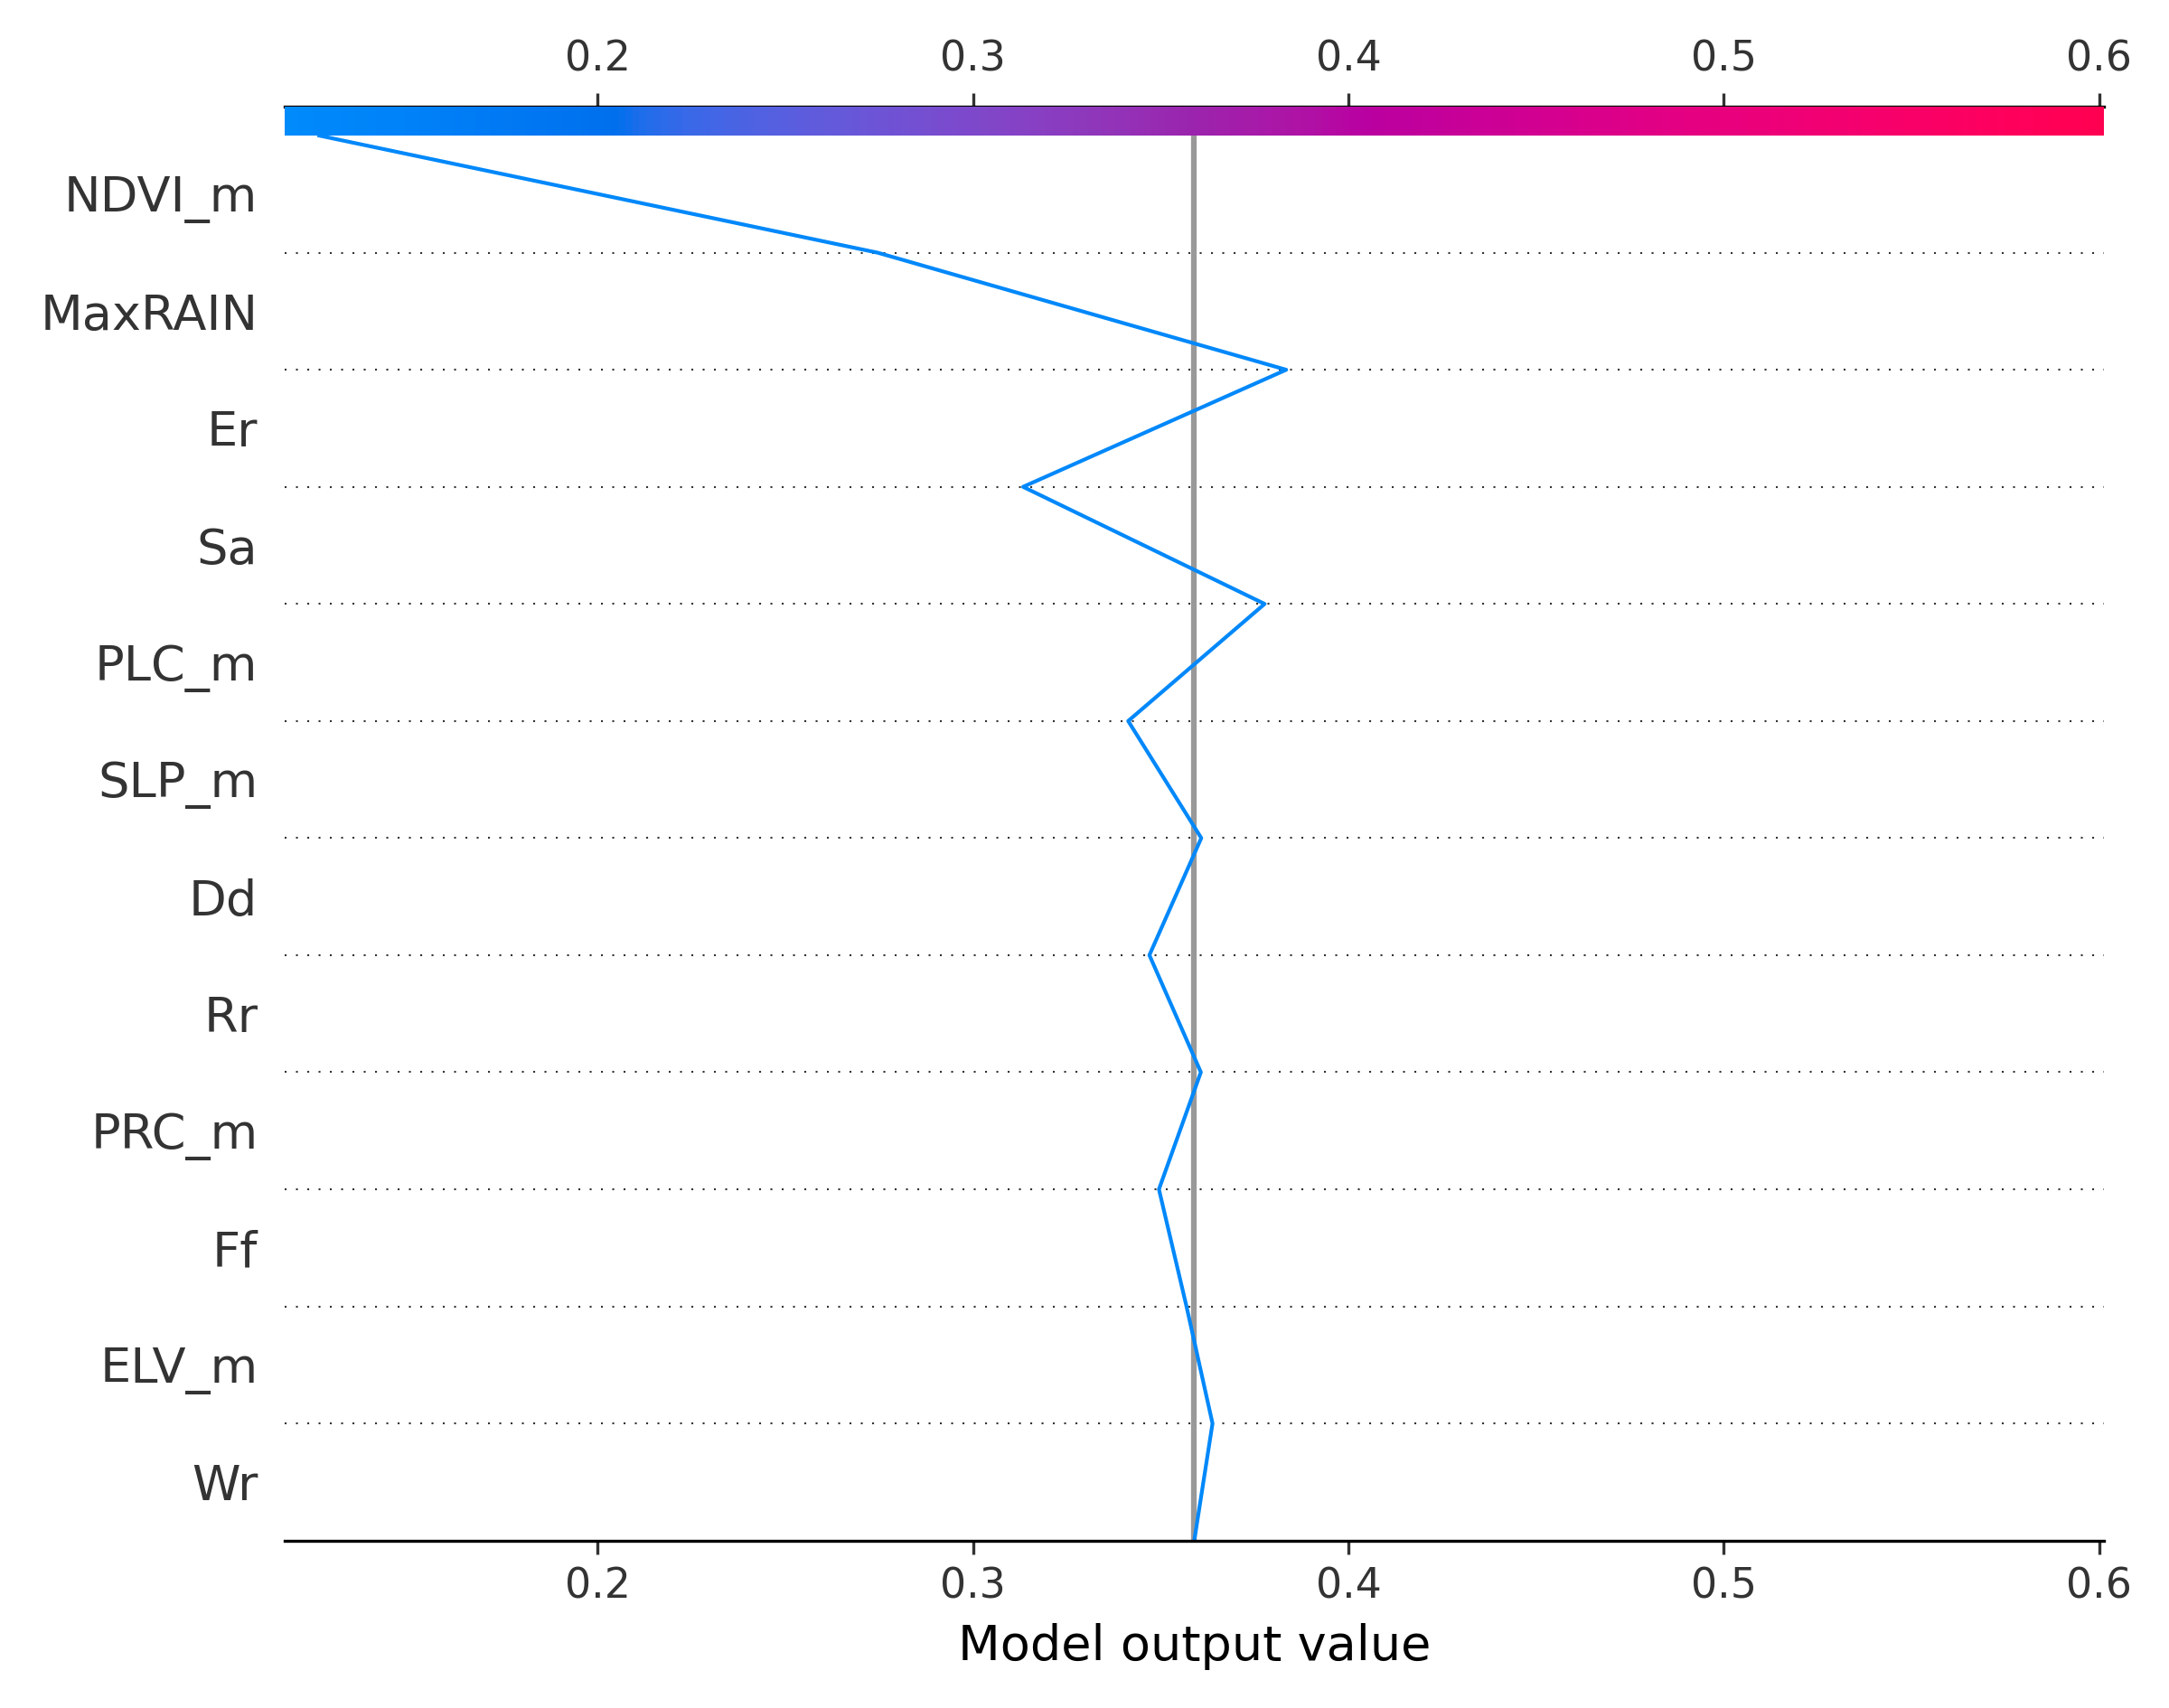 0.2 0.3 0.4 0.5 0.6
NDVI_m
MaxRAIN
Er
Sa
PLC_m
SLP_m
Dd
Rr
PRC_m
Ff
ELV_m
Wr
0.2 0.3 0.4 0.5 0.6
Model output value